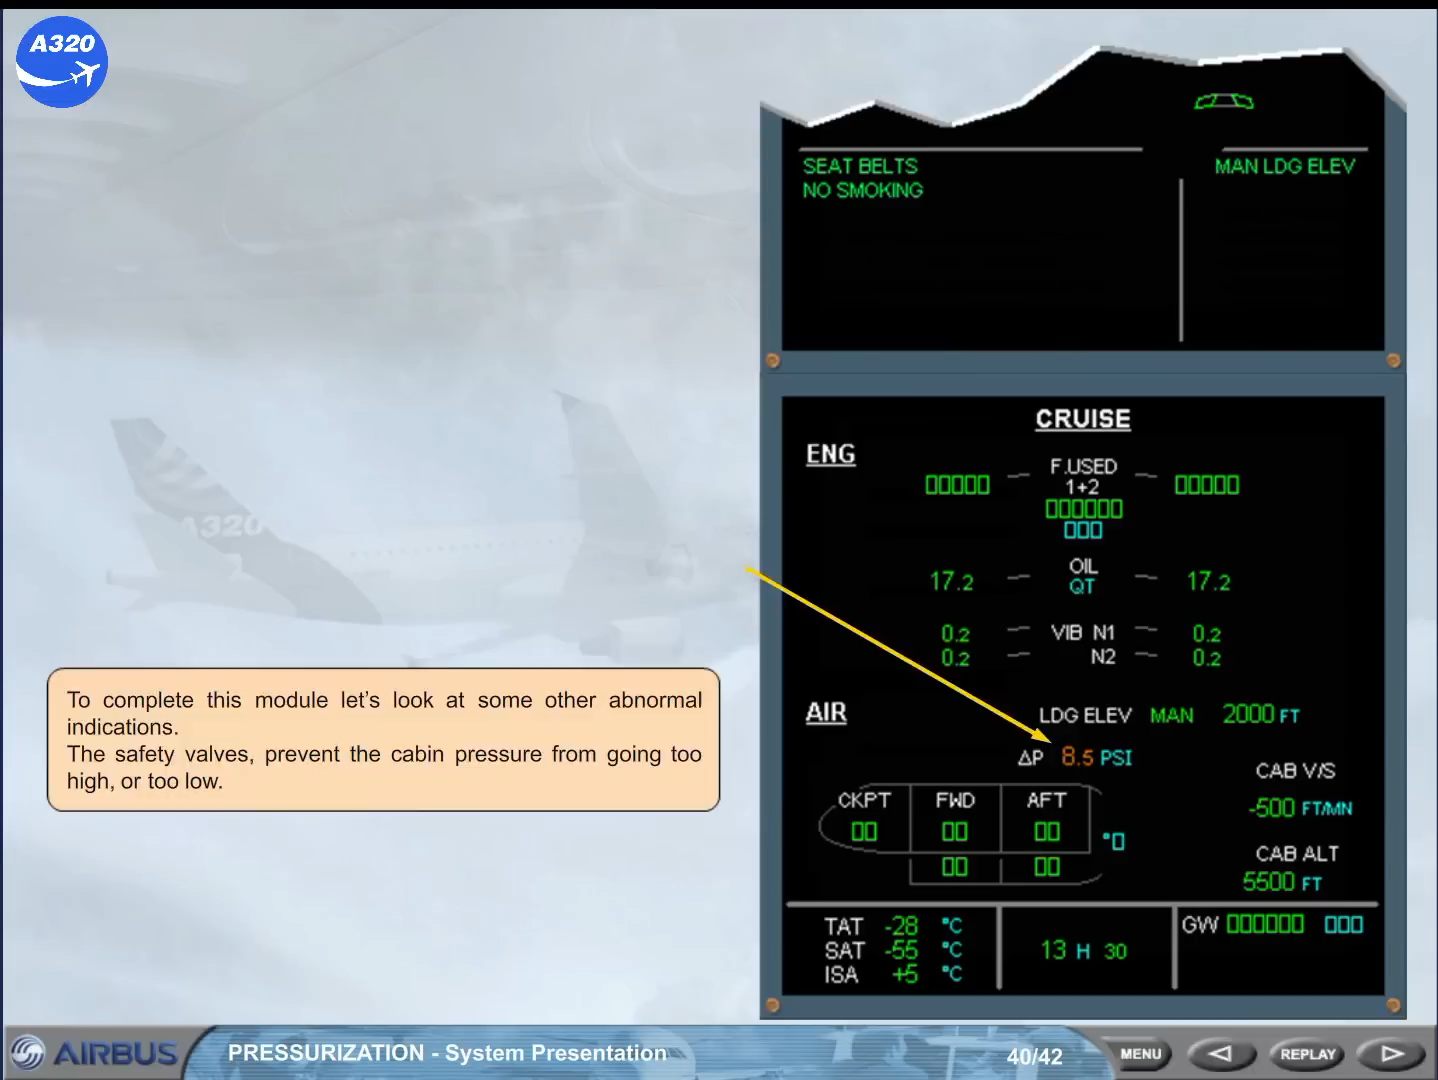 A320
SEAT BELTS
NO SMOKING
MAN LDG ELEV
A320
To complete this module let's look at some other abnormal
indications.
The safety valves, prevent the cabin pressure from going too
high, or too low.
CRUISE
ENG
F.USED
1+2
17.2 OIL 17.2
QT
0.2 VIB N1 0.2
0.2 N2 0.2
AIR
LDG ELEV MAN 2000 FT
ΔP 8.5 PSI
CAB V/S
-500 FT/MN
CKPT FWD AFT
°
CAB ALT
5500 FT
TAT -28 °C
SAT -55 °C
ISA +5 °C
13 H 30
GW
AIRBUS
PRESSURIZATION - System Presentation
40/42
MENU
REPLAY